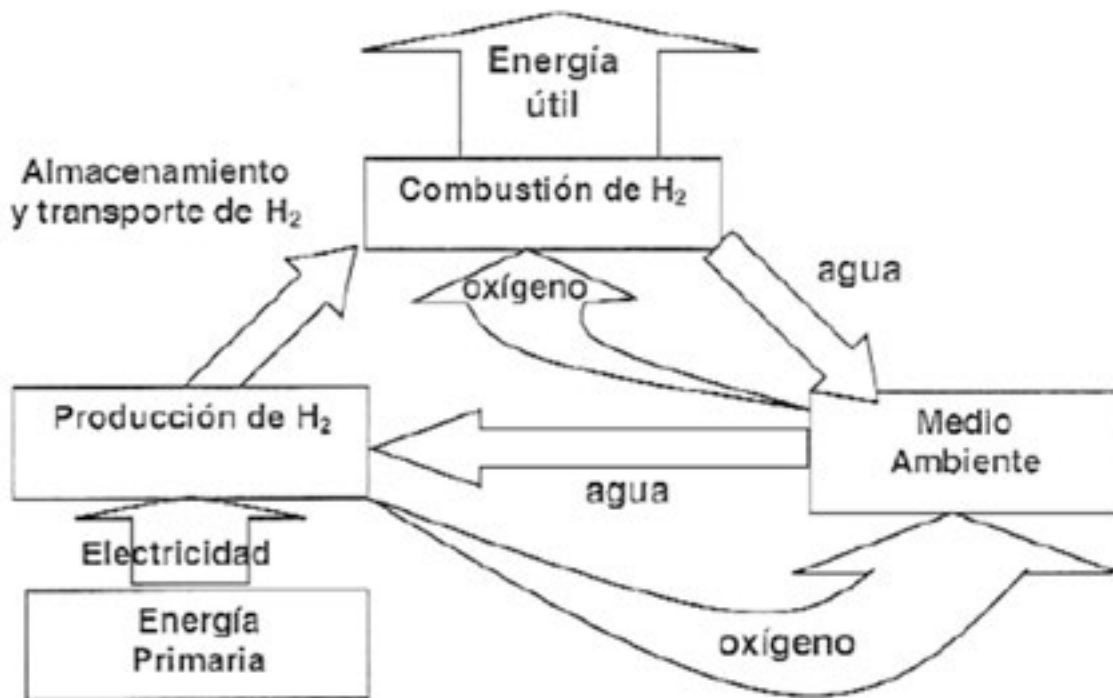 Energía
útil
Almacenamiento
y transporte de H₂
Combustión de H₂
oxígeno
agua
Producción de H₂
Medio
Ambiente
agua
Electricidad
Energía
Primaria
oxígeno